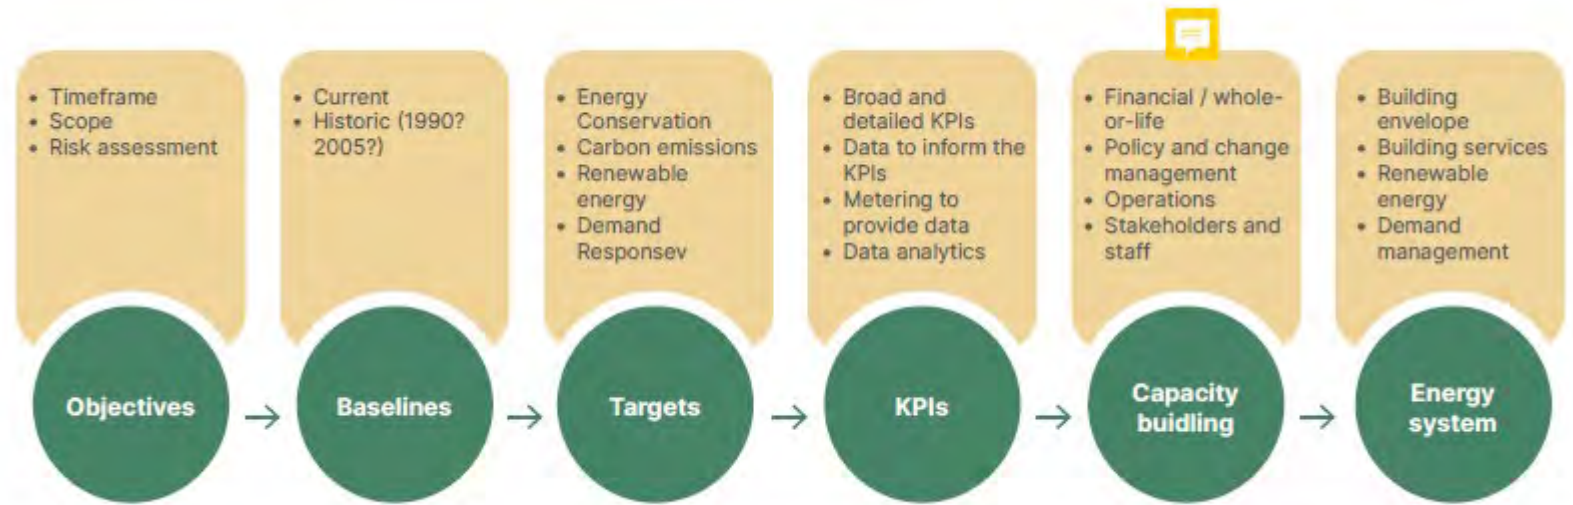 • Timeframe
• Scope
• Risk assessment
Objectives
• Current
• Historic (1990?
2005?)
Baselines
• Energy
Conservation
• Carbon emissions
• Renewable
energy
• Demand
Responsev
Targets
• Broad and
detailed KPIs
• Data to inform the
KPIs
• Metering to
provide data
• Data analytics
KPIs
• Financial / whole-
or-life
• Policy and change
management
• Operations
• Stakeholders and
staff
Capacity
buidling
• Building
envelope
• Building services
• Renewable
energy
• Demand
management
Energy
system